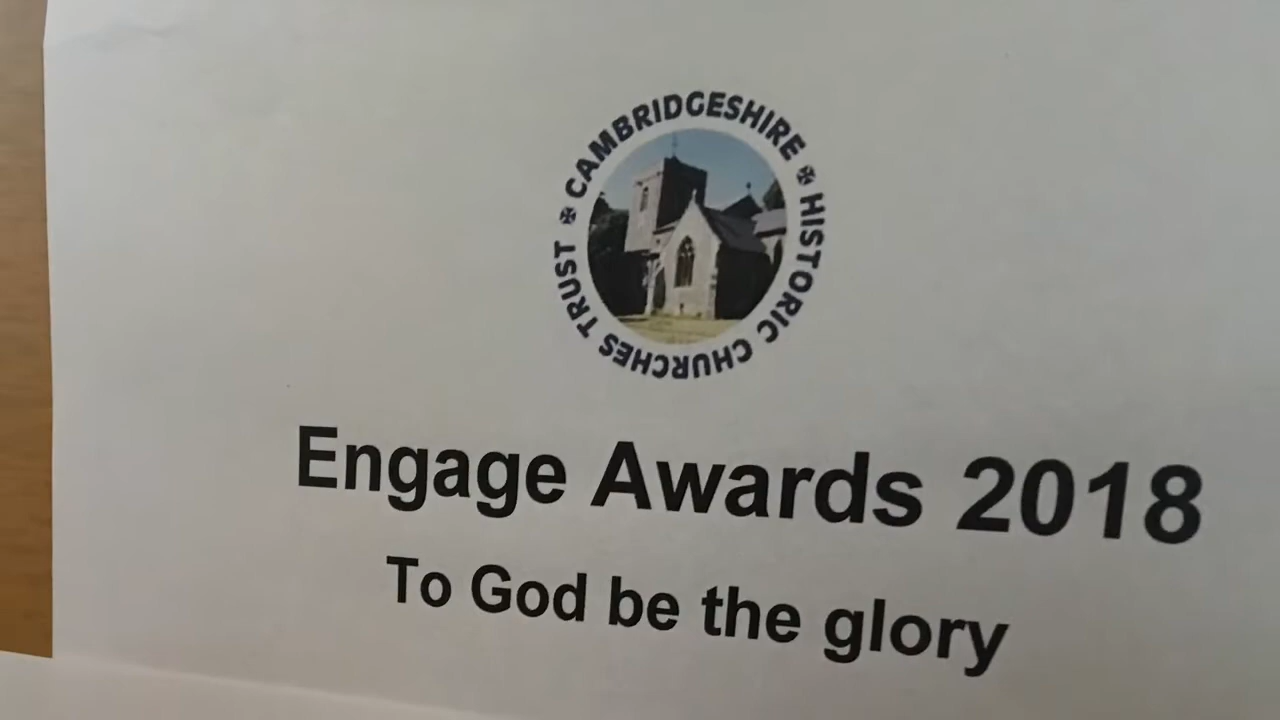 CAMBRIDGESHIRE ✠ HISTORIC CHURCHES TRUST ✠
Engage Awards 2018
To God be the glory